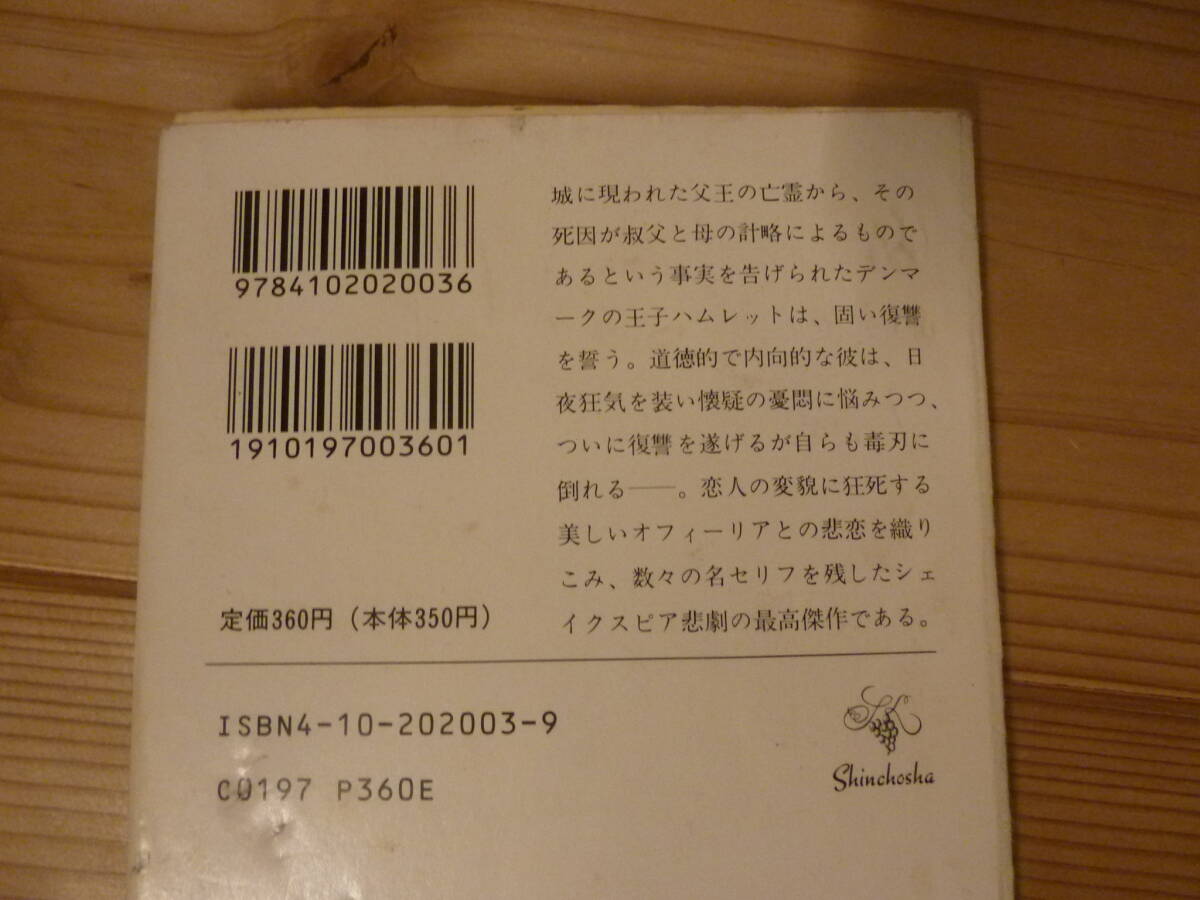 9784102020036
1910197003601
定価360円（本体350円）
城に現われた父王の亡霊から、その
死因が叔父と母の計略によるもので
あるという事実を告げられたデンマ
ークの王子ハムレットは、固い復讐
を誓う。道徳的で内向的な彼は、日
夜狂気を装い懐疑の憂悶に悩みつつ、
ついに復讐を遂げるが自らも毒刃に
倒れる──。恋人の変貌に狂死する
美しいオフィーリアとの悲恋を織り
こみ、数々の名セリフを残したシェ
イクスピア悲劇の最高傑作である。
ISBN4-10-202003-9
C0197 P360E
Shinchosha